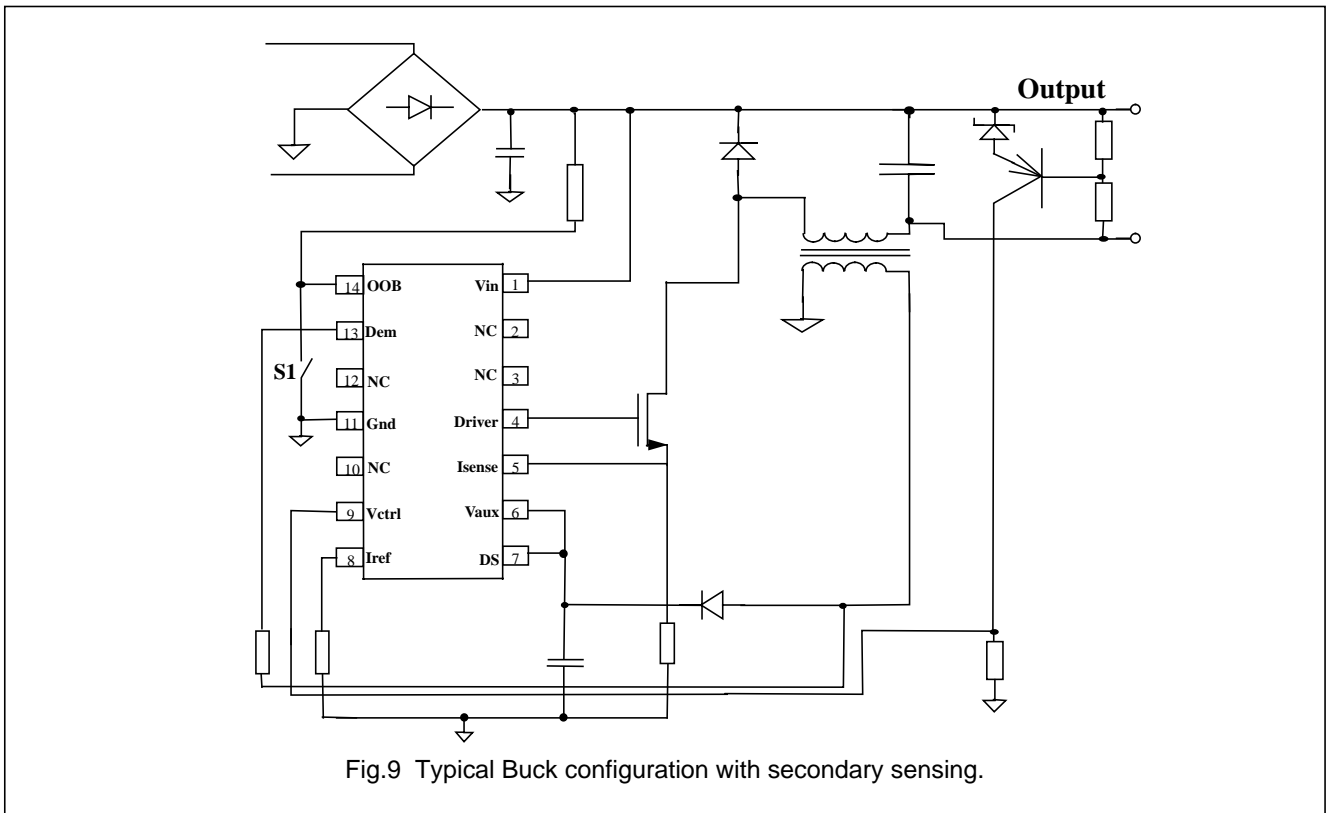 Output
14 OOB Vin 1
13 Dem NC 2
S1
12 NC NC 3
11 Gnd Driver 4
10 NC Isense 5
9 Vctrl Vaux 6
8 Iref DS 7
Fig.9 Typical Buck configuration with secondary sensing.